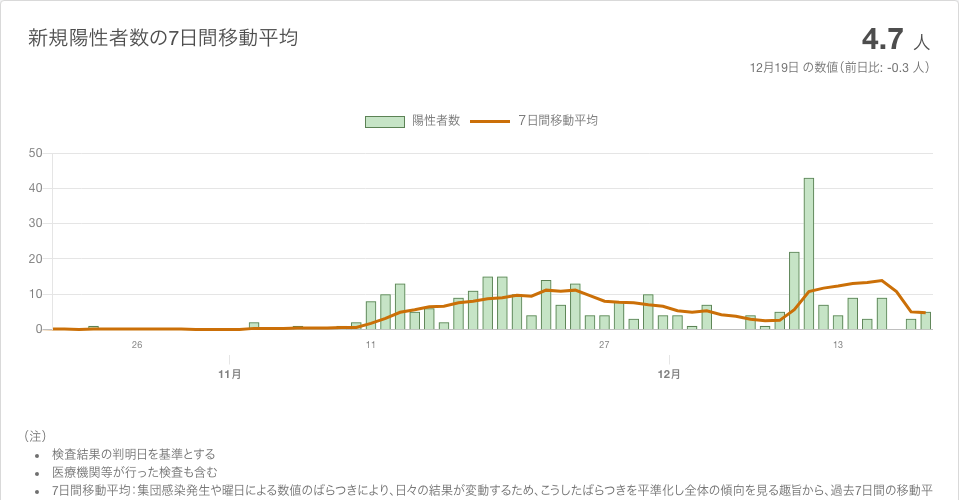 新規陽性者数の7日間移動平均
4.7 人
12月19日 の数値（前日比: -0.3 人）
陽性者数 7日間移動平均
50
40
30
20
10
0
26 11 27 13
11月 12月
（注）
• 検査結果の判明日を基準とする
• 医療機関等が行った検査も含む
• 7日間移動平均：集団感染発生や曜日による数値のばらつきにより、日々の結果が変動するため、こうしたばらつきを平準化し全体の傾向を見る趣旨から、過去7日間の移動平